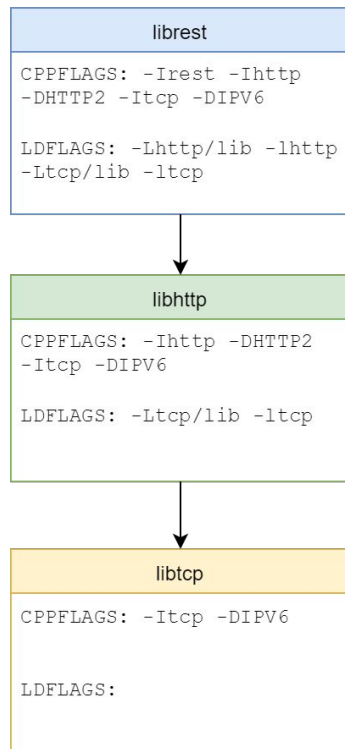 librest
CPPFLAGS: -Irest -Ihttp
-DHTTP2 -Itcp -DIPV6
LDFLAGS: -Lhttp/lib -lhttp
-Ltcp/lib -ltcp
libhttp
CPPFLAGS: -Ihttp -DHTTP2
-Itcp -DIPV6
LDFLAGS: -Ltcp/lib -ltcp
libtcp
CPPFLAGS: -Itcp -DIPV6
LDFLAGS: